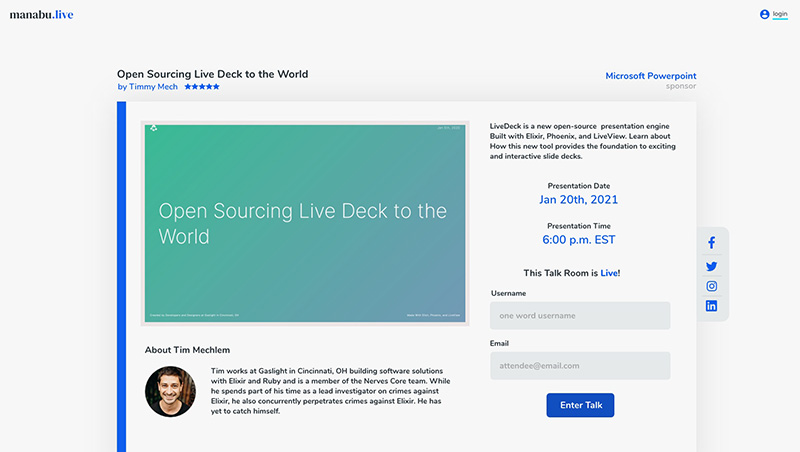 manabu.live
login
Open Sourcing Live Deck to the World
by Timmy Mech
Microsoft Powerpoint
sponsor
Jan 20th, 2021
Open Sourcing Live Deck to the
World
LiveDeck is a new open-source presentation engine
Built with Elixir, Phoenix, and LiveView. Learn about
How this new tool provides the foundation to exciting
and interactive slide decks.
Presentation Date
Jan 20th, 2021
Presentation Time
6:00 p.m. EST
This Talk Room is Live!
Username
one word username
Email
attendee@email.com
Enter Talk
About Tim Mechlem
Tim works at Gaslight in Cincinnati, OH building software solutions
with Elixir and Ruby and is a member of the Nerves Core team. While
he spends part of his time as a lead investigator on crimes against
Elixir, he also concurrently perpetrates crimes against Elixir. He has
yet to catch himself.